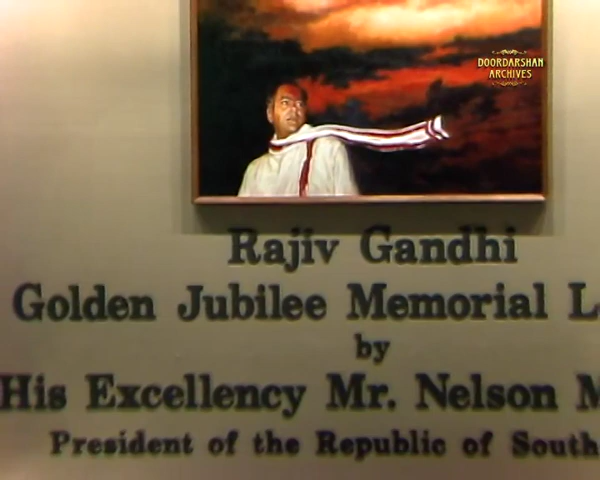 DOORDARSHAN
ARCHIVES
Rajiv Gandhi
Golden Jubilee Memorial L
by
His Excellency Mr. Nelson M
President of the Republic of South